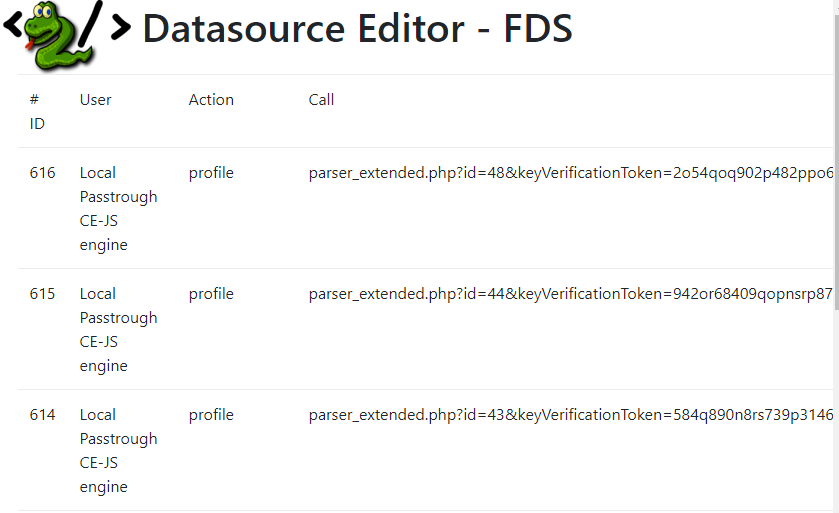 Datasource Editor - FDS
# ID User Action Call
616 Local Passtrough CE-JS engine profile parser_extended.php?id=48&keyVerificationToken=2o54qoq902p482ppo6
615 Local Passtrough CE-JS engine profile parser_extended.php?id=44&keyVerificationToken=942or68409qopnsrp87
614 Local Passtrough CE-JS engine profile parser_extended.php?id=43&keyVerificationToken=584q890n8rs739p3146